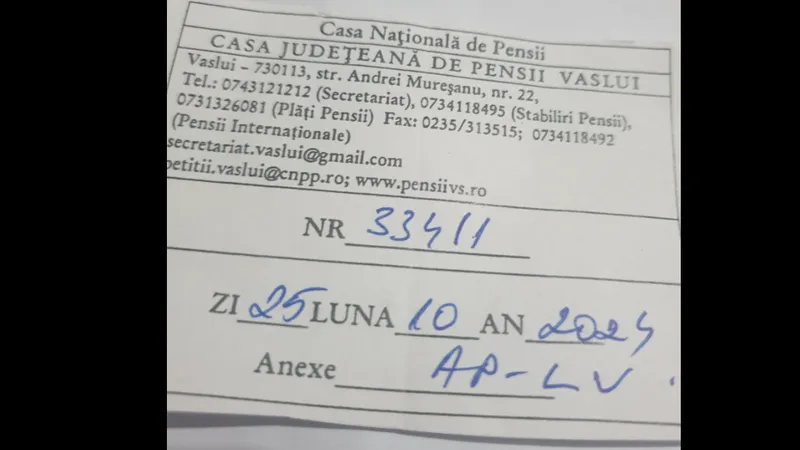 Casa Naţională de Pensii
CASA JUDEŢEANĂ DE PENSII VASLUI
Vaslui – 730113, str. Andrei Mureşanu, nr. 22,
Tel.: 0743121212 (Secretariat), 0734118495 (Stabiliri Pensii),
0731326081 (Plăţi Pensii) Fax: 0235/313515; 0734118492
(Pensii Internaţionale)
secretariat.vaslui@gmail.com
petitii.vaslui@cnpp.ro; www.pensiivs.ro
NR 33411
ZI 25 LUNA 10 AN 2024
Anexe AP-LV